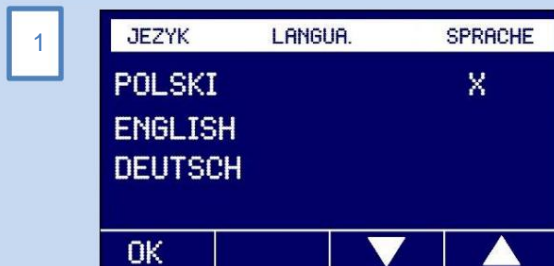 1
JEZYK LANGUA. SPRACHE
POLSKI X
ENGLISH
DEUTSCH
OK